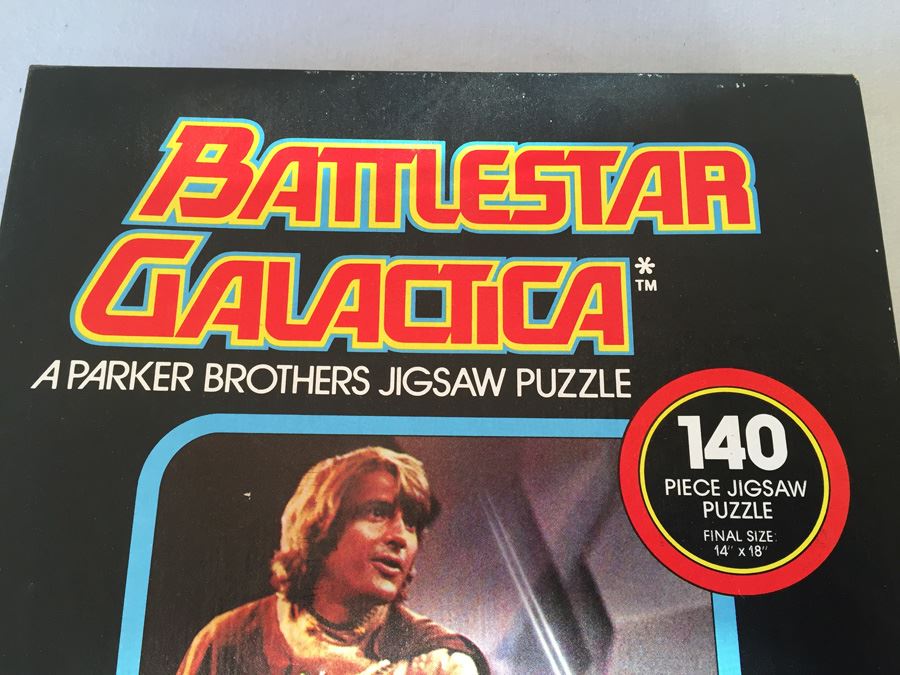 BATTLESTAR
GALACTICA*
TM
A PARKER BROTHERS JIGSAW PUZZLE
140
PIECE JIGSAW
PUZZLE
FINAL SIZE:
14" x 18"